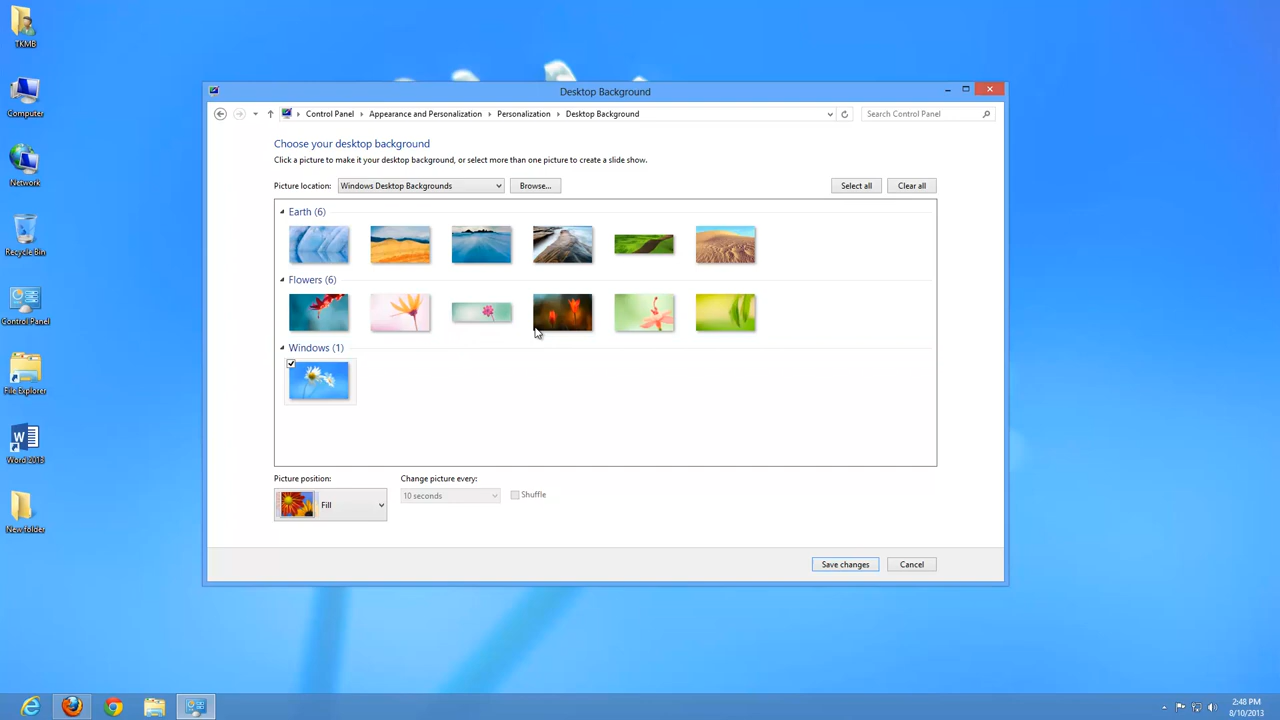 TKMB
Computer
Network
Recycle Bin
Control Panel
File Explorer
Word 2013
New folder
Desktop Background
Control Panel
Appearance and Personalization
Personalization
Desktop Background
Search Control Panel
Choose your desktop background
Click a picture to make it your desktop background, or select more than one picture to create a slide show.
Picture location: Windows Desktop Backgrounds Browse... Select all Clear all
Earth (6)
Flowers (6)
Windows (1)
Picture position: Change picture every:
Fill 10 seconds Shuffle
Save changes Cancel
2:48 PM
8/10/2013